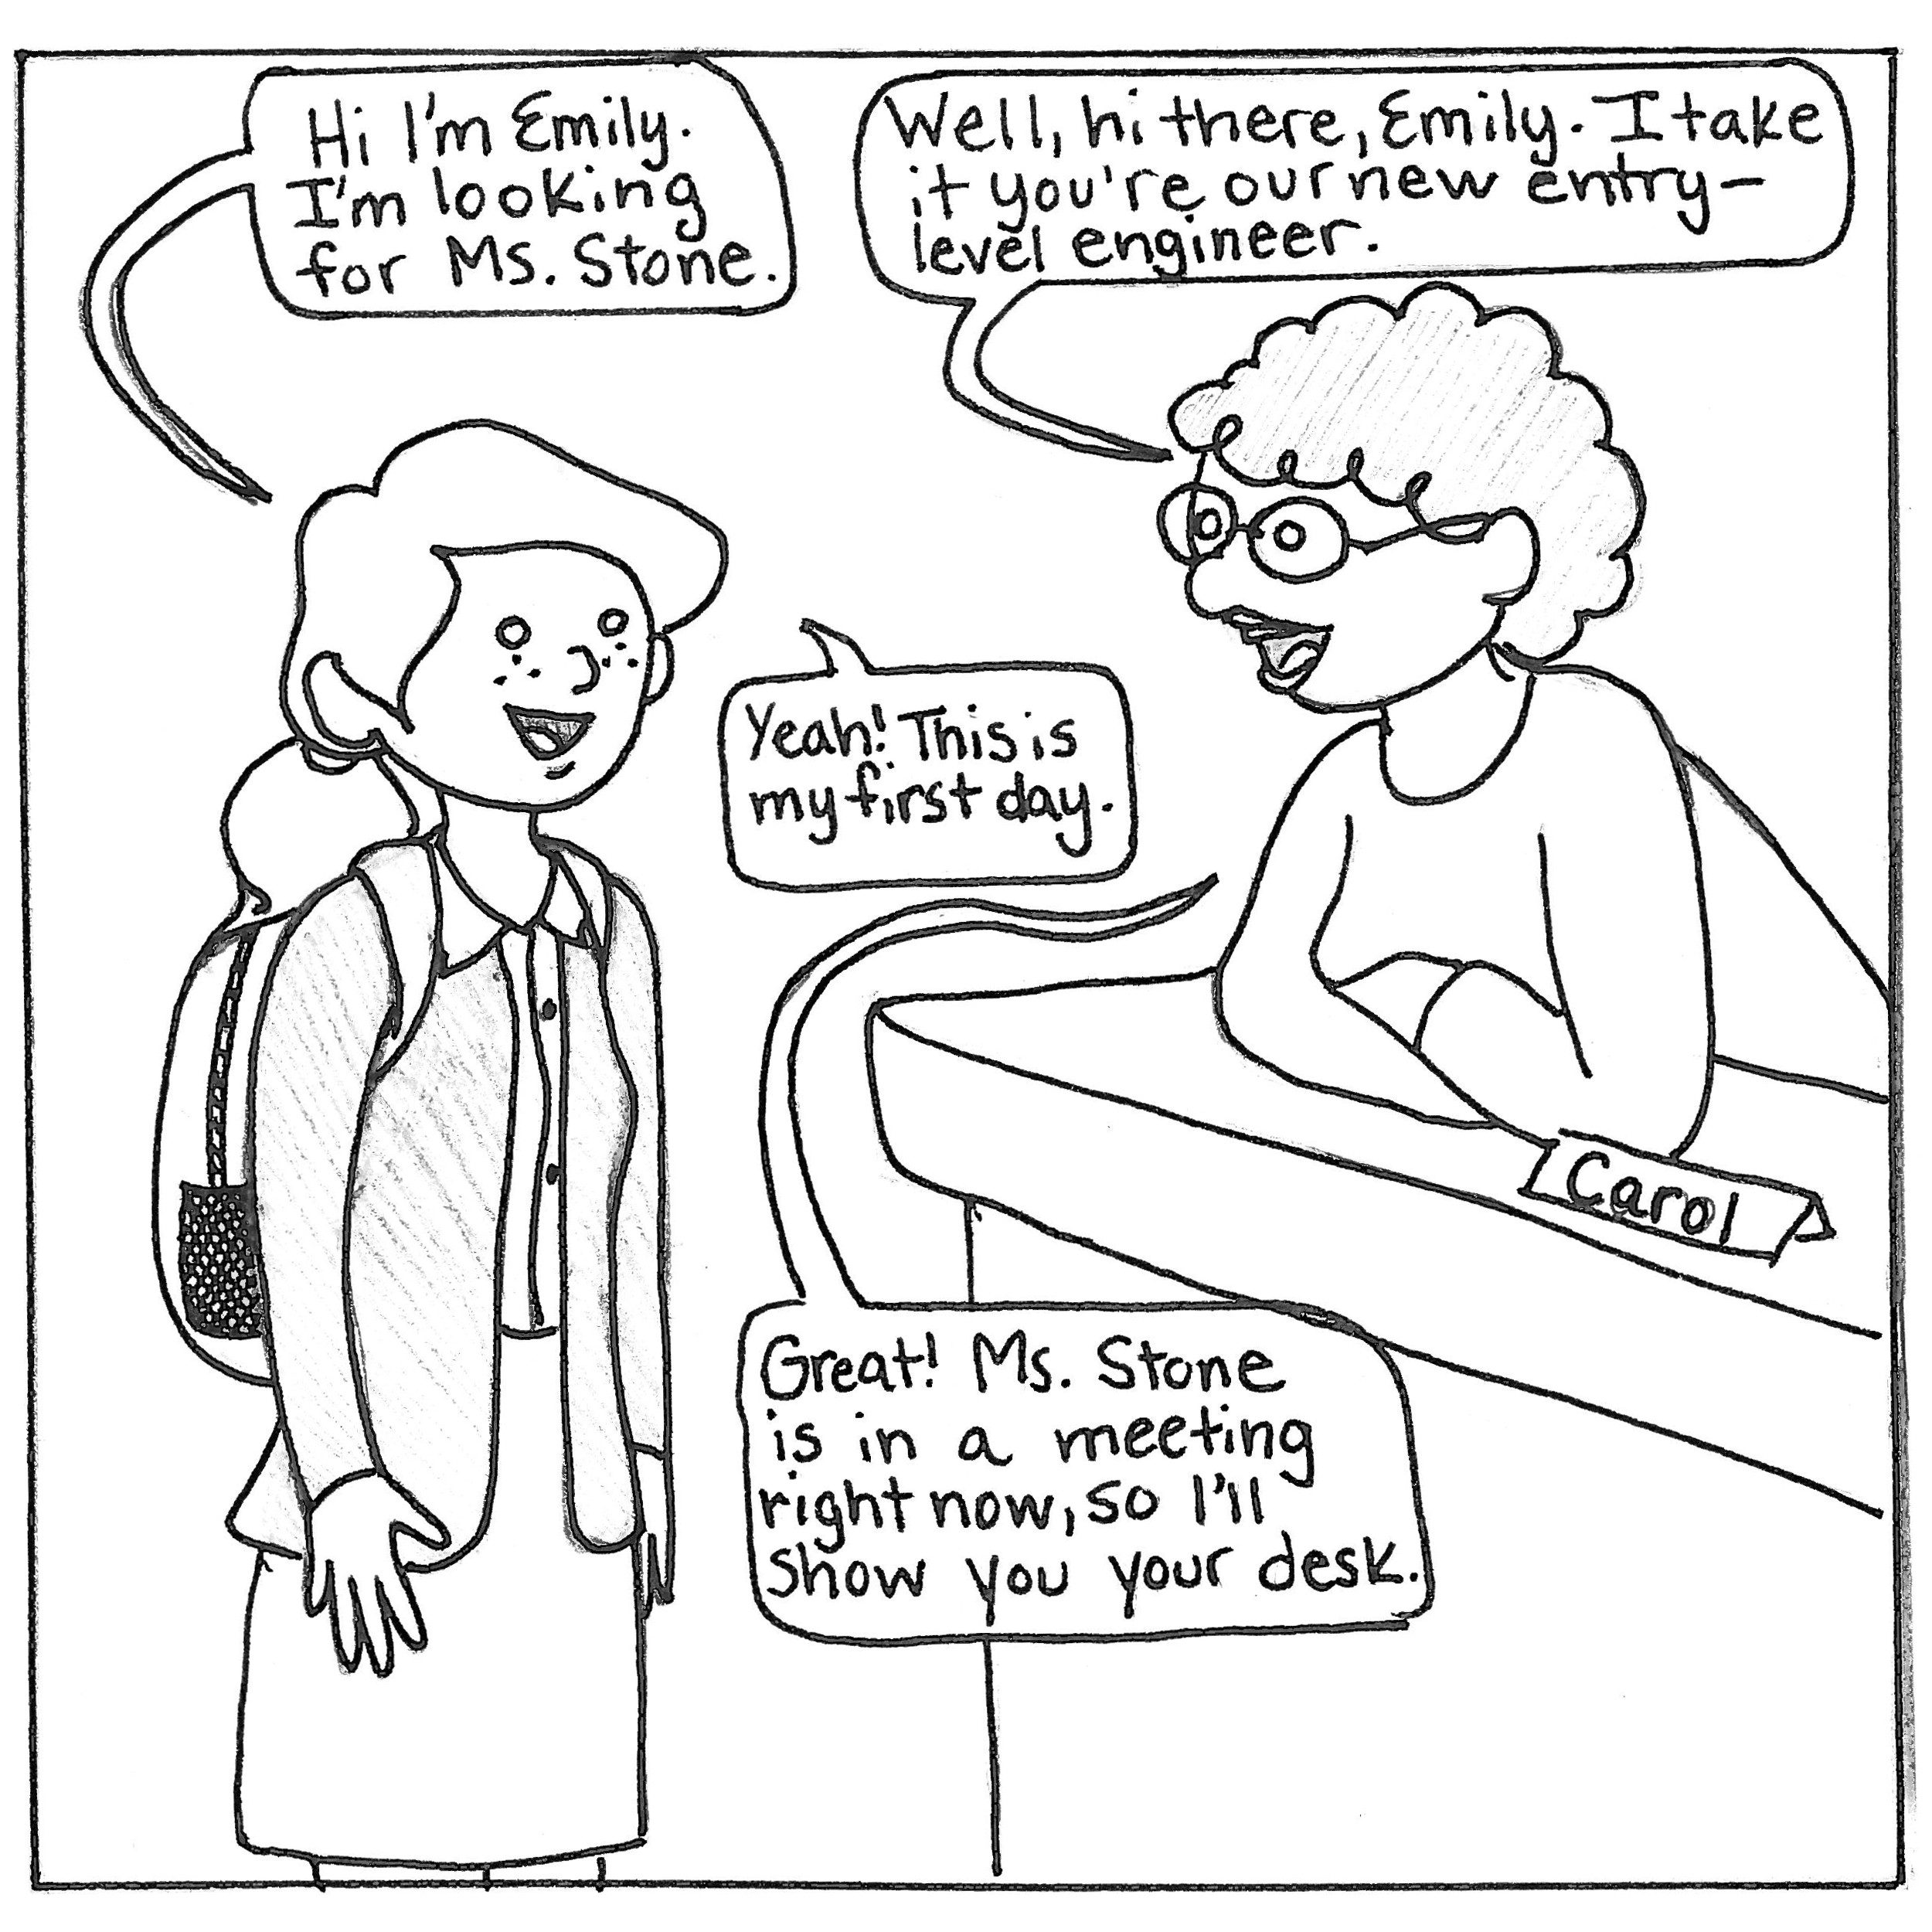 Hi I'm Emily.
I'm looking
for Ms. Stone.
Well, hi there, Emily. I take
it you're our new entry-
level engineer.
Yeah! This is
my first day.
Great! Ms. Stone
is in a meeting
right now, so I'll
show you your desk.
Carol